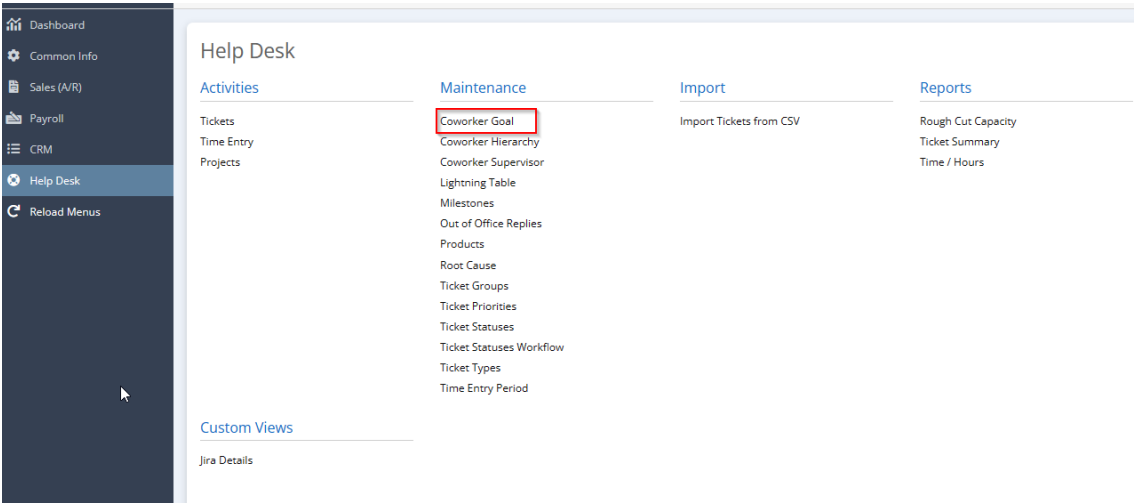 Dashboard
Common Info
Sales (A/R)
Payroll
CRM
Help Desk
Reload Menus
Help Desk
Activities
Tickets
Time Entry
Projects
Maintenance
Coworker Goal
Coworker Hierarchy
Coworker Supervisor
Lightning Table
Milestones
Out of Office Replies
Products
Root Cause
Ticket Groups
Ticket Priorities
Ticket Statuses
Ticket Statuses Workflow
Ticket Types
Time Entry Period
Import
Import Tickets from CSV
Reports
Rough Cut Capacity
Ticket Summary
Time / Hours
Custom Views
Jira Details